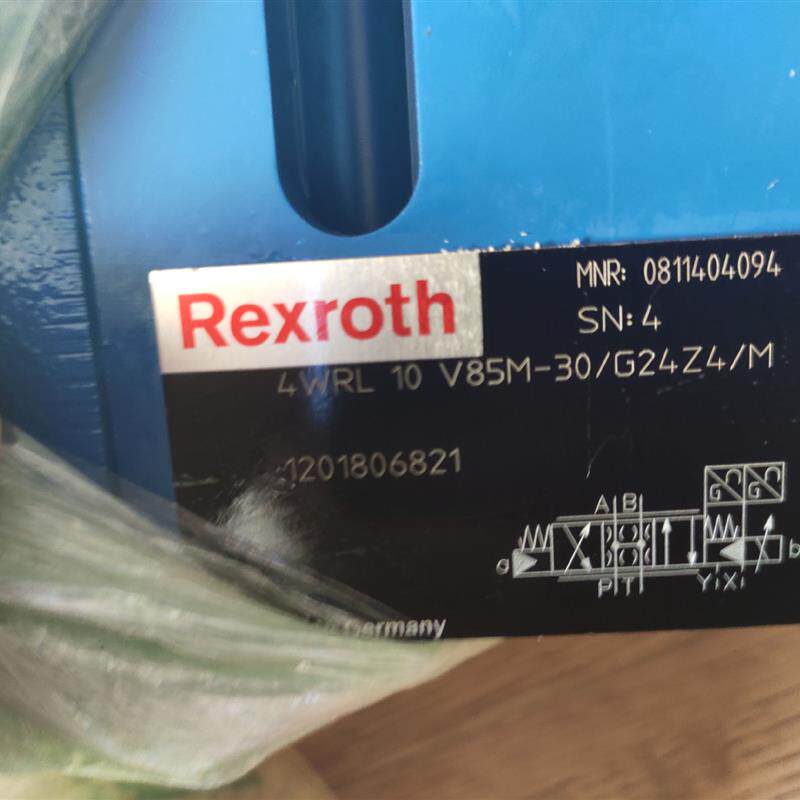 Rexroth
MNR: 0811404094
SN: 4
4WRL 10 V85M-30/G24Z4/M
1201806821
A B
a
b
P T Y X
Germany